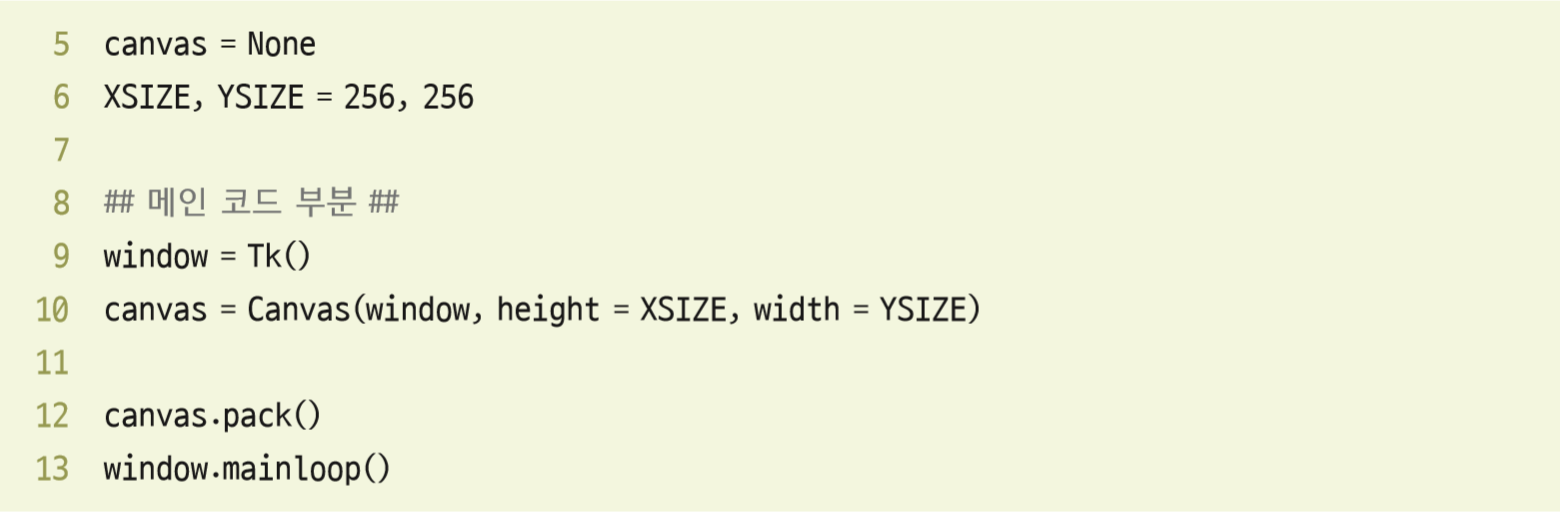 5 canvas = None
6 XSIZE, YSIZE = 256, 256
7
8 ## 메인 코드 부분 ##
9 window = Tk()
10 canvas = Canvas(window, height = XSIZE, width = YSIZE)
11
12 canvas.pack()
13 window.mainloop()